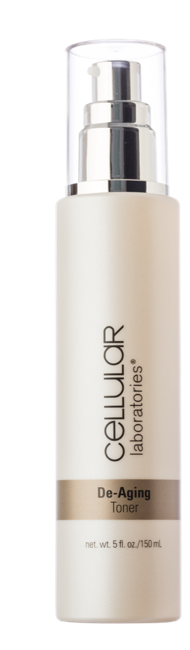 cellular
laboratories®
De-Aging
Toner
net. wt. 5 fl. oz./150 mL